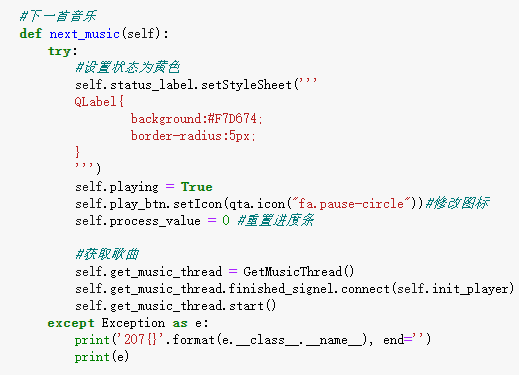 #下一首音乐
def next_music(self):
    try:
        #设置状态为黄色
        self.status_label.setStyleSheet('''
        QLabel{
                background:#F7D674;
                border-radius:5px;
        }
        ''')
        self.playing = True
        self.play_btn.setIcon(qta.icon("fa.pause-circle"))#修改图标
        self.process_value = 0 #重置进度条

        #获取歌曲
        self.get_music_thread = GetMusicThread()
        self.get_music_thread.finished_signel.connect(self.init_player)
        self.get_music_thread.start()
    except Exception as e:
        print('207{}'.format(e.__class__.__name__), end='')
        print(e)